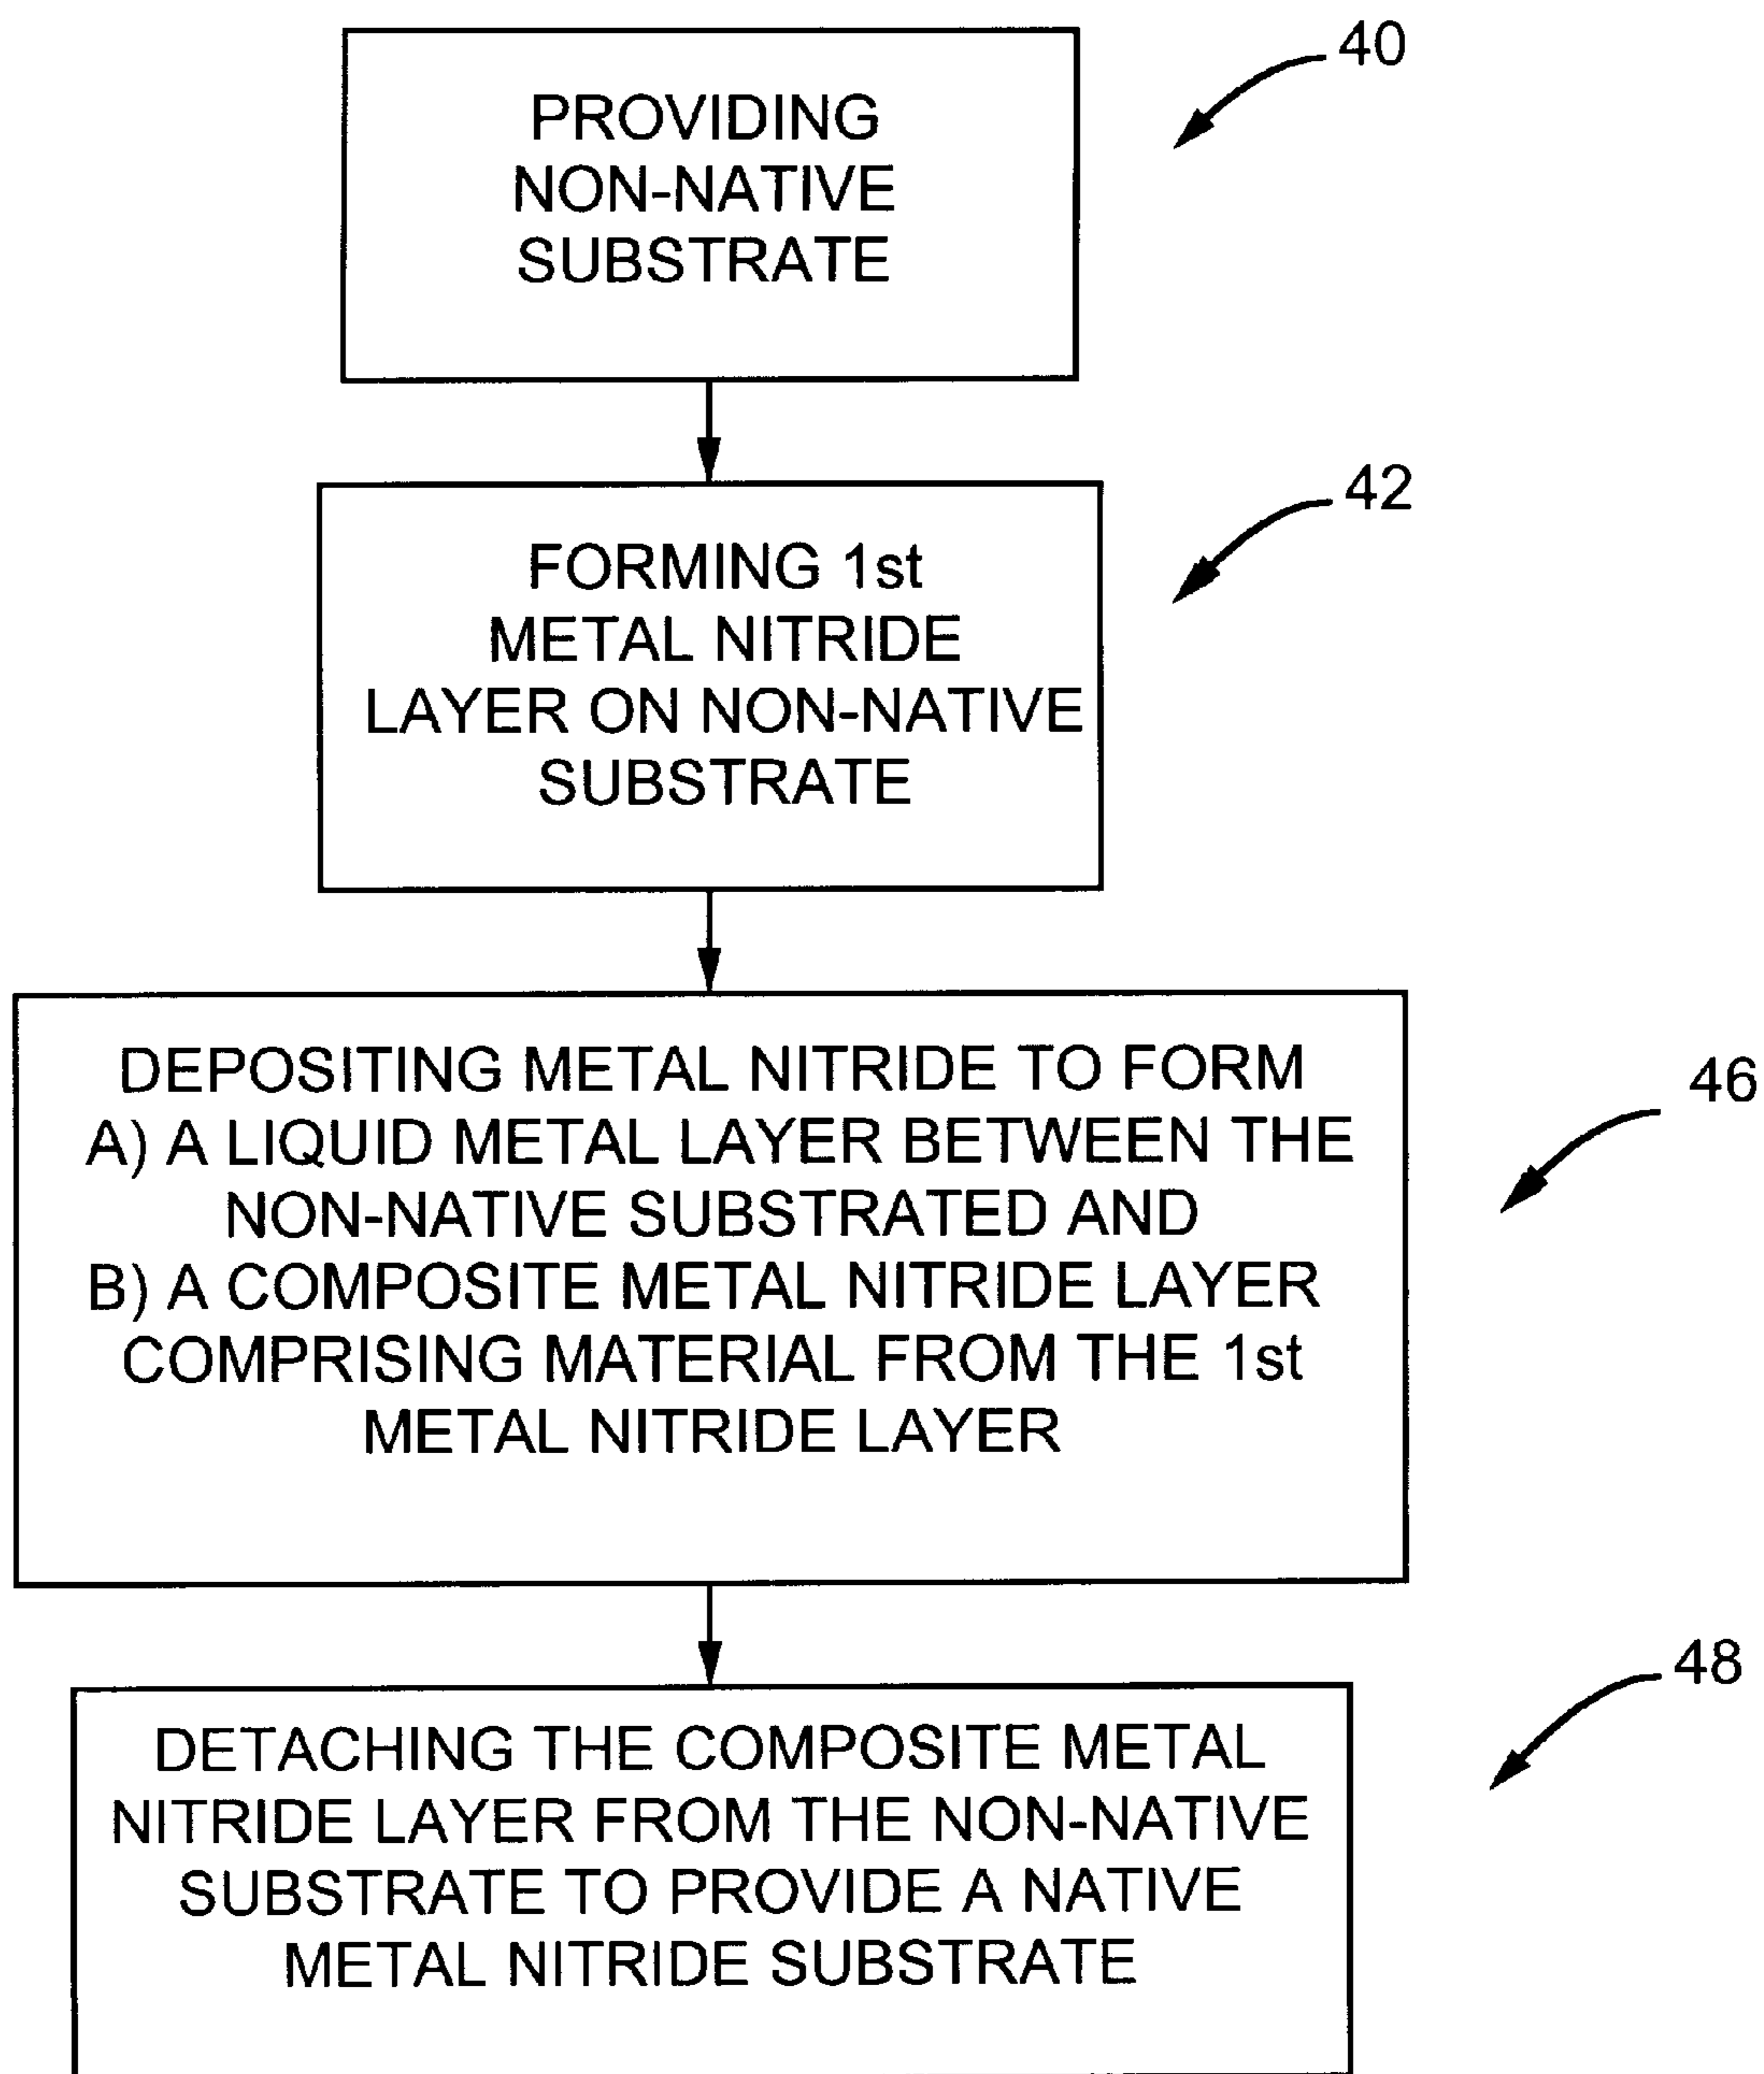 PROVIDING
NON-NATIVE
SUBSTRATE
40
FORMING 1st
METAL NITRIDE
LAYER ON NON-NATIVE
SUBSTRATE
42
DEPOSITING METAL NITRIDE TO FORM
A) A LIQUID METAL LAYER BETWEEN THE
NON-NATIVE SUBSTRATED AND
B) A COMPOSITE METAL NITRIDE LAYER
COMPRISING MATERIAL FROM THE 1st
METAL NITRIDE LAYER
46
DETACHING THE COMPOSITE METAL
NITRIDE LAYER FROM THE NON-NATIVE
SUBSTRATE TO PROVIDE A NATIVE
METAL NITRIDE SUBSTRATE
48